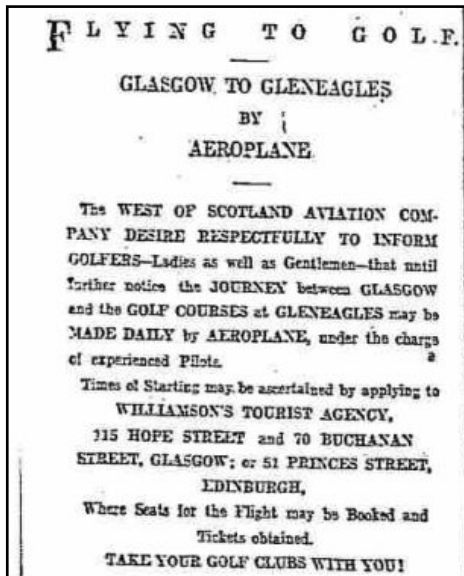 FLYING TO GOLF.
GLASGOW TO GLENEAGLES
BY
AEROPLANE
The WEST OF SCOTLAND AVIATION COM-
PANY DESIRE RESPECTFULLY TO INFORM
GOLFERS—Ladies as well as Gentlemen—that until
further notice the JOURNEY between GLASGOW
and the GOLF COURSES at GLENEAGLES may be
MADE DAILY by AEROPLANE, under the charge
of experienced Pilots.
Times of Starting may be ascertained by applying to
WILLIAMSON'S TOURIST AGENCY,
115 HOPE STREET and 70 BUCHANAN
STREET, GLASGOW; or 51 PRINCES STREET,
EDINBURGH,
Where Seats for the Flight may be Booked and
Tickets obtained.
TAKE YOUR GOLF CLUBS WITH YOU!